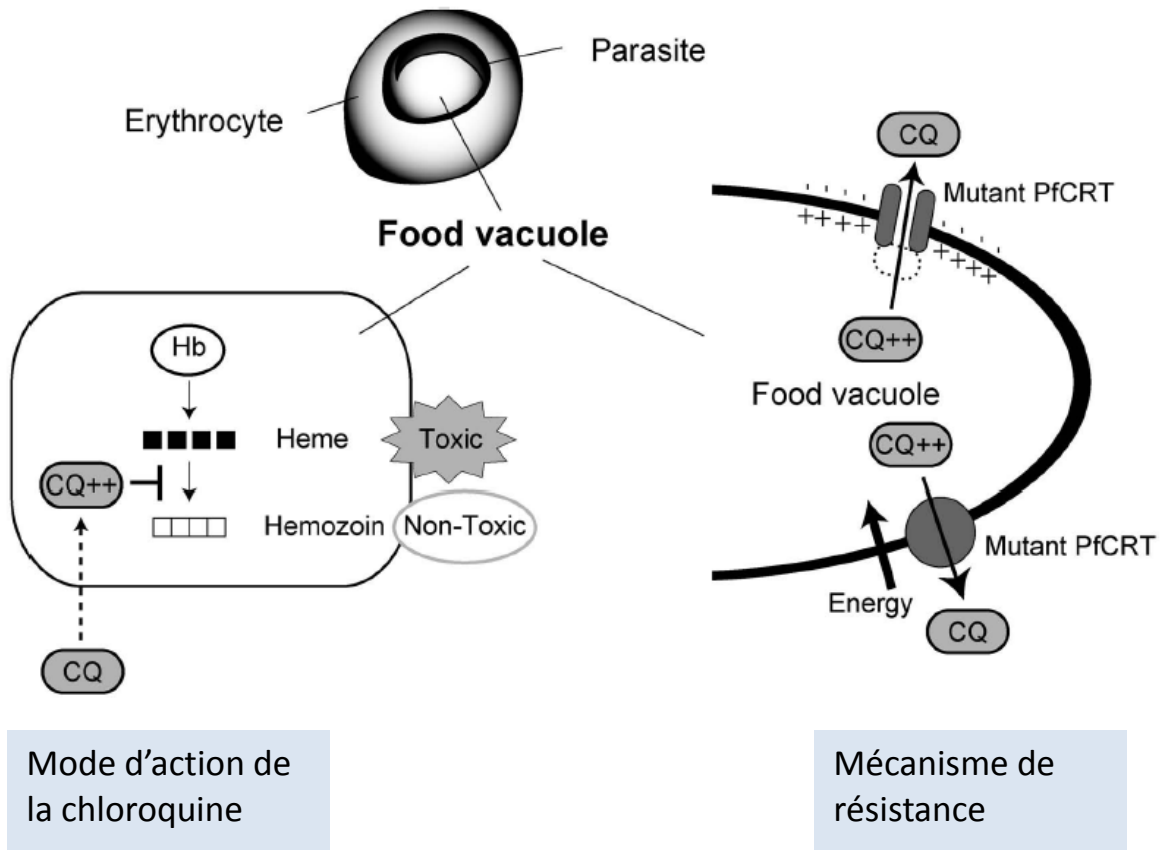 Parasite
Erythrocyte
Food vacuole
CQ
Mutant PfCRT
++++
++++
CQ++
Food vacuole
CQ++
Mutant PfCRT
Energy
CQ
Hb
Heme
Toxic
CQ++
Hemozoin
Non-Toxic
CQ
Mode d’action de
la chloroquine
Mécanisme de
résistance